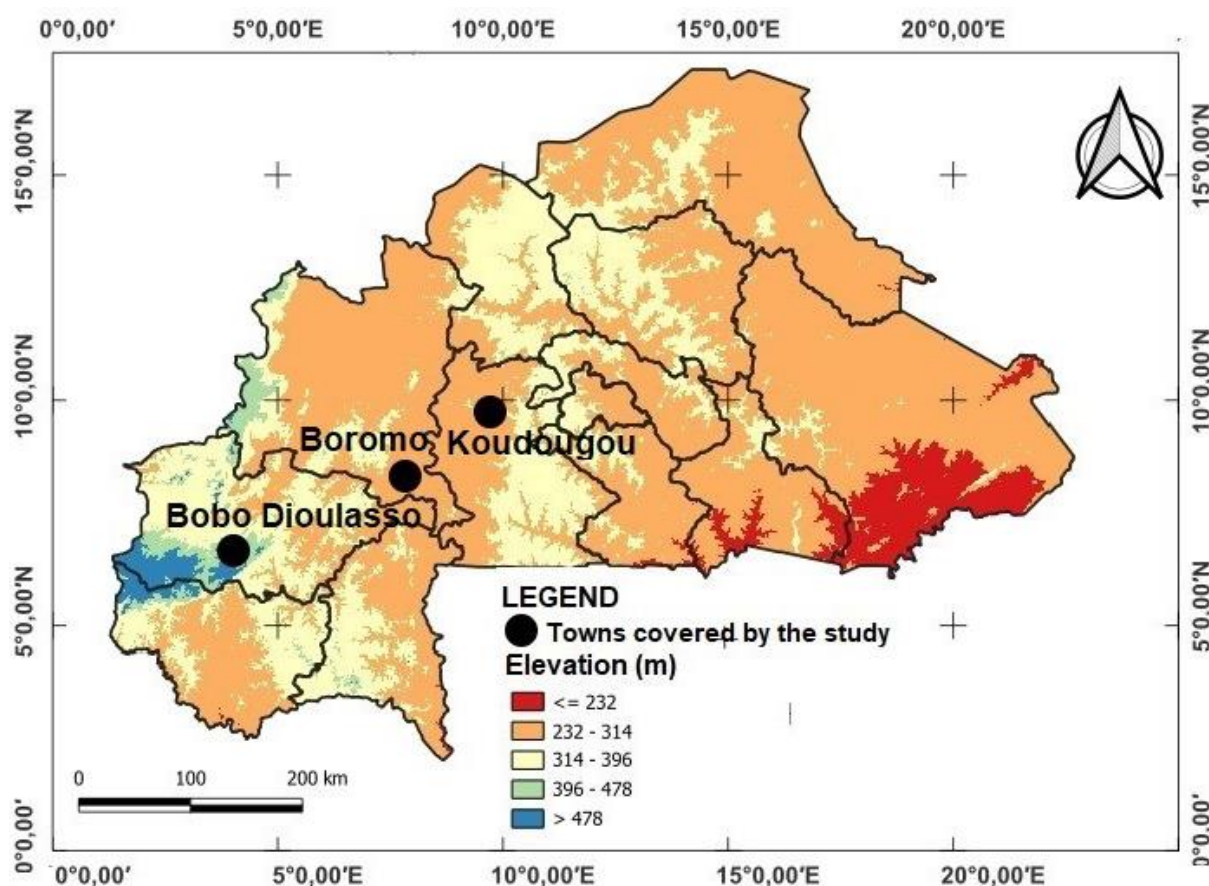 0°0,00′ 5°0,00′E 10°0,00′E 15°0,00′E 20°0,00′E
15°0,00′N 15°0,00′N
10°0,00′N 10°0,00′N
Boromo Koudougou
Bobo Dioulasso
5°0,00′N 5°0,00′N
LEGEND
Towns covered by the study
Elevation (m)
<= 232
232 - 314
314 - 396
396 - 478
> 478
0 100 200 km
0°0,00′ 0°0,00′
0°0,00′ 5°0,00′E 10°0,00′E 15°0,00′E 20°0,00′E